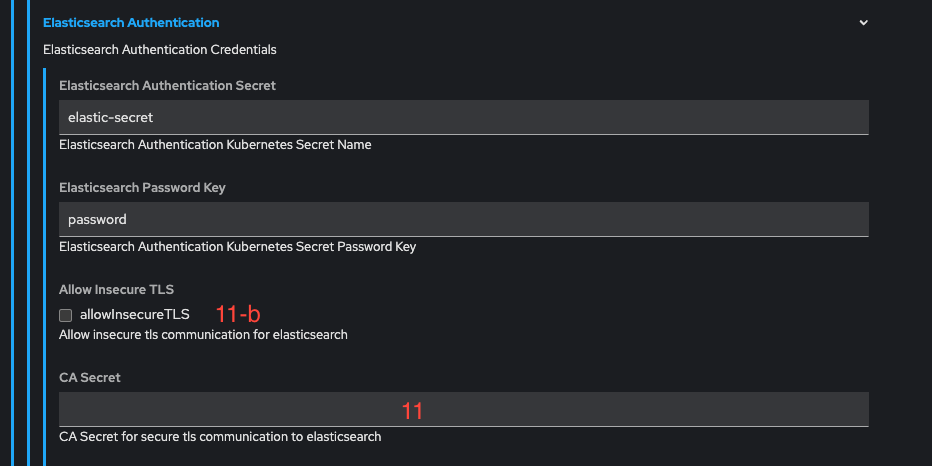 Elasticsearch Authentication
Elasticsearch Authentication Credentials
Elasticsearch Authentication Secret
elastic-secret
Elasticsearch Authentication Kubernetes Secret Name
Elasticsearch Password Key
password
Elasticsearch Authentication Kubernetes Secret Password Key
Allow Insecure TLS
allowInsecureTLS 11-b
Allow insecure tls communication for elasticsearch
CA Secret
11
CA Secret for secure tls communication to elasticsearch